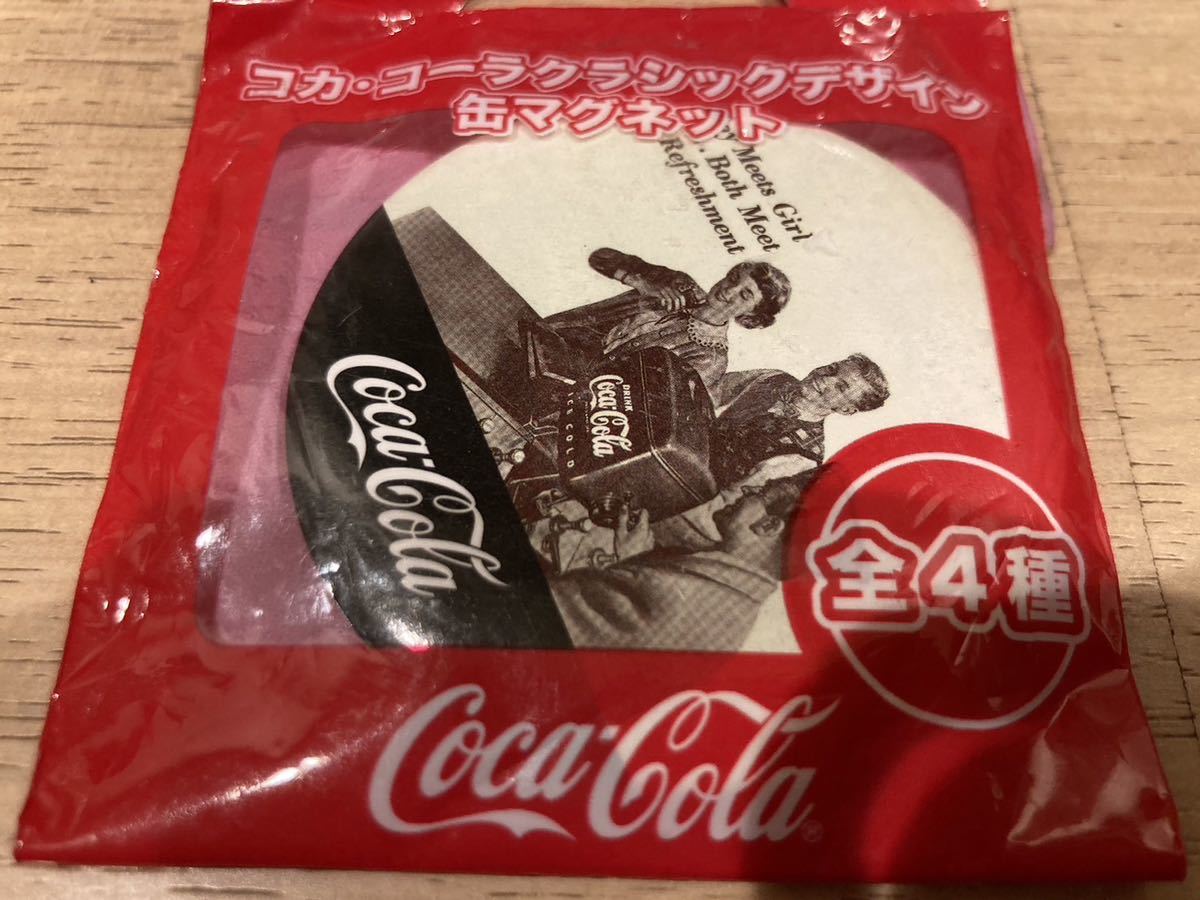 コカ・コーラクラシックデザイン
缶マグネット
Meets Girl
Both Meet
Refreshment
DRINK
Coca-Cola
ICE COLD
Coca-Cola
全4種
Coca-Cola®